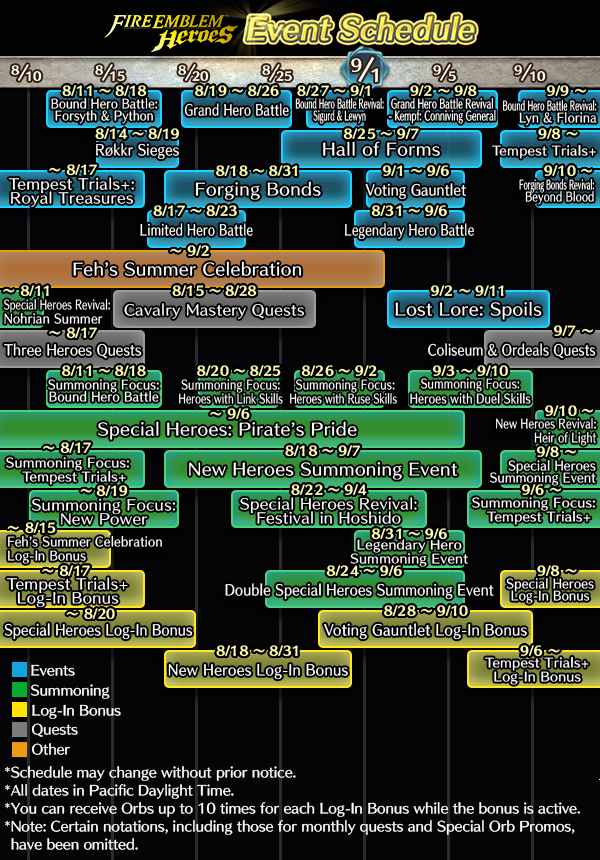 FIRE EMBLEM
Heroes
Event Schedule
8/10
8/15
8/20
8/25
9/1
9/5
9/10
8/11 ~ 8/18
Bound Hero Battle:
Forsyth & Python
8/19 ~ 8/26
Grand Hero Battle
8/27 ~ 9/1
Bound Hero Battle Revival:
Sigurd & Lewyn
9/2 ~ 9/8
Grand Hero Battle Revival
- Kempf: Conniving General
9/9 ~
Bound Hero Battle Revival:
Lyn & Florina
8/14 ~ 8/19
Røkkr Sieges
8/25 ~ 9/7
Hall of Forms
9/8 ~
Tempest Trials+
~ 8/17
Tempest Trials+:
Royal Treasures
8/18 ~ 8/31
Forging Bonds
9/1 ~ 9/6
Voting Gauntlet
9/10 ~
Forging Bonds Revival:
Beyond Blood
8/17 ~ 8/23
Limited Hero Battle
8/31 ~ 9/6
Legendary Hero Battle
~ 9/2
Feh's Summer Celebration
~ 8/11
Special Heroes Revival:
Nohrian Summer
8/15 ~ 8/28
Cavalry Mastery Quests
9/2 ~ 9/11
Lost Lore: Spoils
~ 8/17
Three Heroes Quests
9/7 ~
Coliseum & Ordeals Quests
8/11 ~ 8/18
Summoning Focus:
Bound Hero Battle
8/20 ~ 8/25
Summoning Focus:
Heroes with Link Skills
8/26 ~ 9/2
Summoning Focus:
Heroes with Ruse Skills
9/3 ~ 9/10
Summoning Focus:
Heroes with Duel Skills
~ 9/6
Special Heroes: Pirate's Pride
9/10 ~
New Heroes Revival:
Heir of Light
~ 8/17
Summoning Focus:
Tempest Trials+
8/18 ~ 9/7
New Heroes Summoning Event
9/8 ~
Special Heroes
Summoning Event
~ 8/19
Summoning Focus:
New Power
8/22 ~ 9/4
Special Heroes Revival:
Festival in Hoshido
9/6 ~
Summoning Focus:
Tempest Trials+
~ 8/15
Feh's Summer Celebration
Log-In Bonus
8/31 ~ 9/6
Legendary Hero
Summoning Event
~ 8/17
Tempest Trials+
Log-In Bonus
8/24 ~ 9/6
Double Special Heroes Summoning Event
9/8 ~
Special Heroes
Log-In Bonus
~ 8/20
Special Heroes Log-In Bonus
8/28 ~ 9/10
Voting Gauntlet Log-In Bonus
8/18 ~ 8/31
New Heroes Log-In Bonus
9/6 ~
Tempest Trials+
Log-In Bonus
Events
Summoning
Log-In Bonus
Quests
Other
*Schedule may change without prior notice.
*All dates in Pacific Daylight Time.
*You can receive Orbs up to 10 times for each Log-In Bonus while the bonus is active.
*Note: Certain notations, including those for monthly quests and Special Orb Promos,
have been omitted.